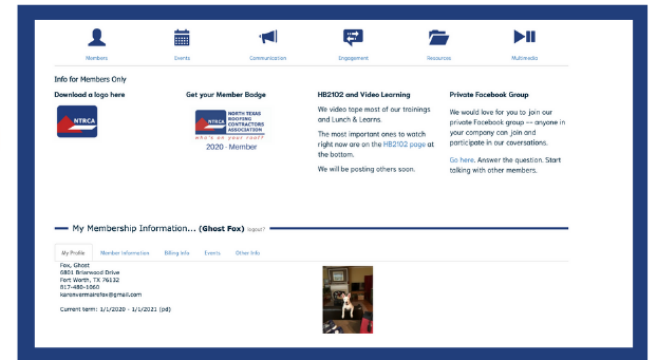 Members Events Communication Engagement Resources Multimedia
Info for Members Only
Download a logo here
NTRCA
Get your Member Badge
NTRCA
NORTH TEXAS
ROOFING
CONTRACTORS
ASSOCIATION
who's on your roof?
2020 - Member
HB2102 and Video Learning
We video tape most of our trainings
and Lunch & Learns.
The most important ones to watch
right now are on the HB2102 page at
the bottom.
We will be posting others soon.
Private Facebook Group
We would love for you to join our
private Facebook group — anyone in
your company can join and
participate in our coversations.
Go here. Answer the question. Start
talking with other members.
My Membership Information... (Ghost Fox) logout?
My Profile Member Information Billing Info Events Other Info
Fox, Ghost
6801 Briarwood Drive
Fort Worth, TX 76132
817-480-1060
karenvermairefox@gmail.com
Current term: 1/1/2020 - 1/1/2021 (pd)